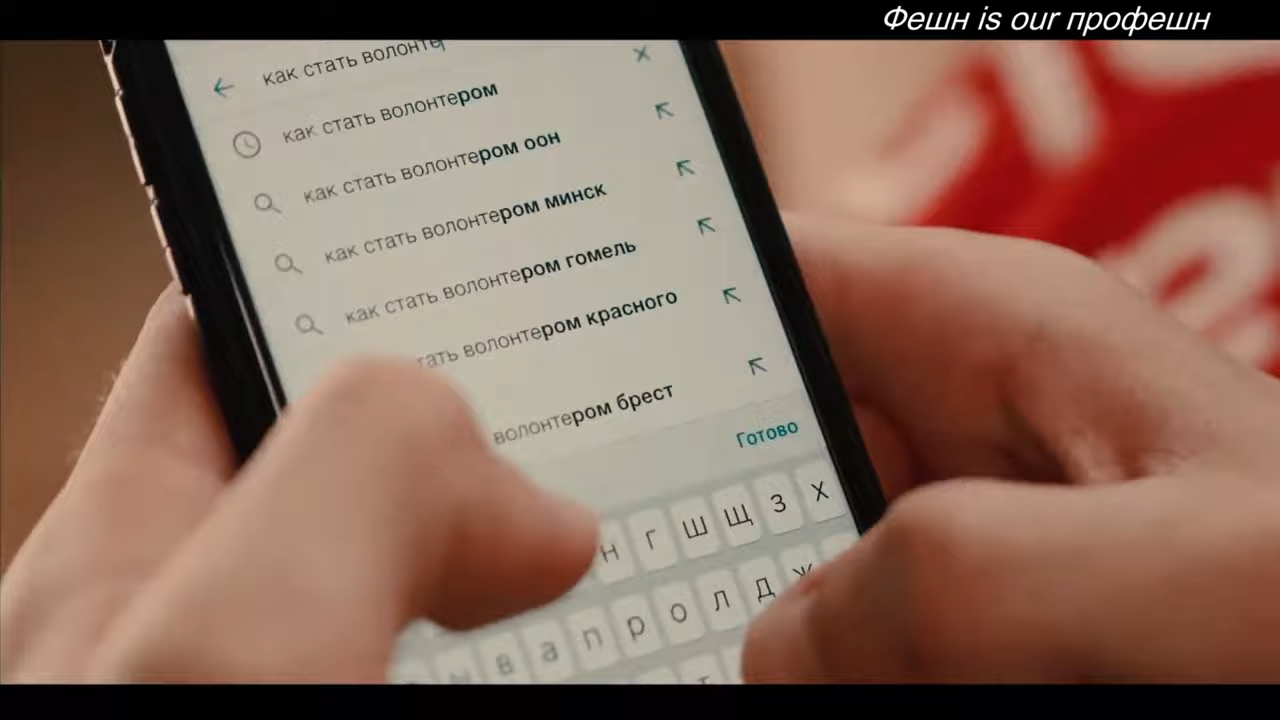 Фешн is our профешн
как стать волонте
как стать волонтером
как стать волонтером оон
как стать волонтером минск
как стать волонтером гомель
тать волонтером красного
волонтером брест
Готово
н г ш щ з х
в а п р о л д ж